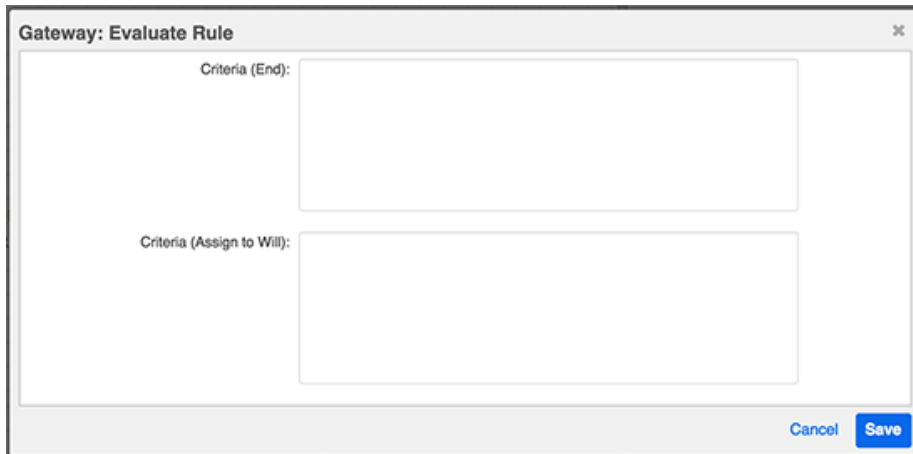 Gateway: Evaluate Rule
Criteria (End):
Criteria (Assign to Will):
Cancel Save